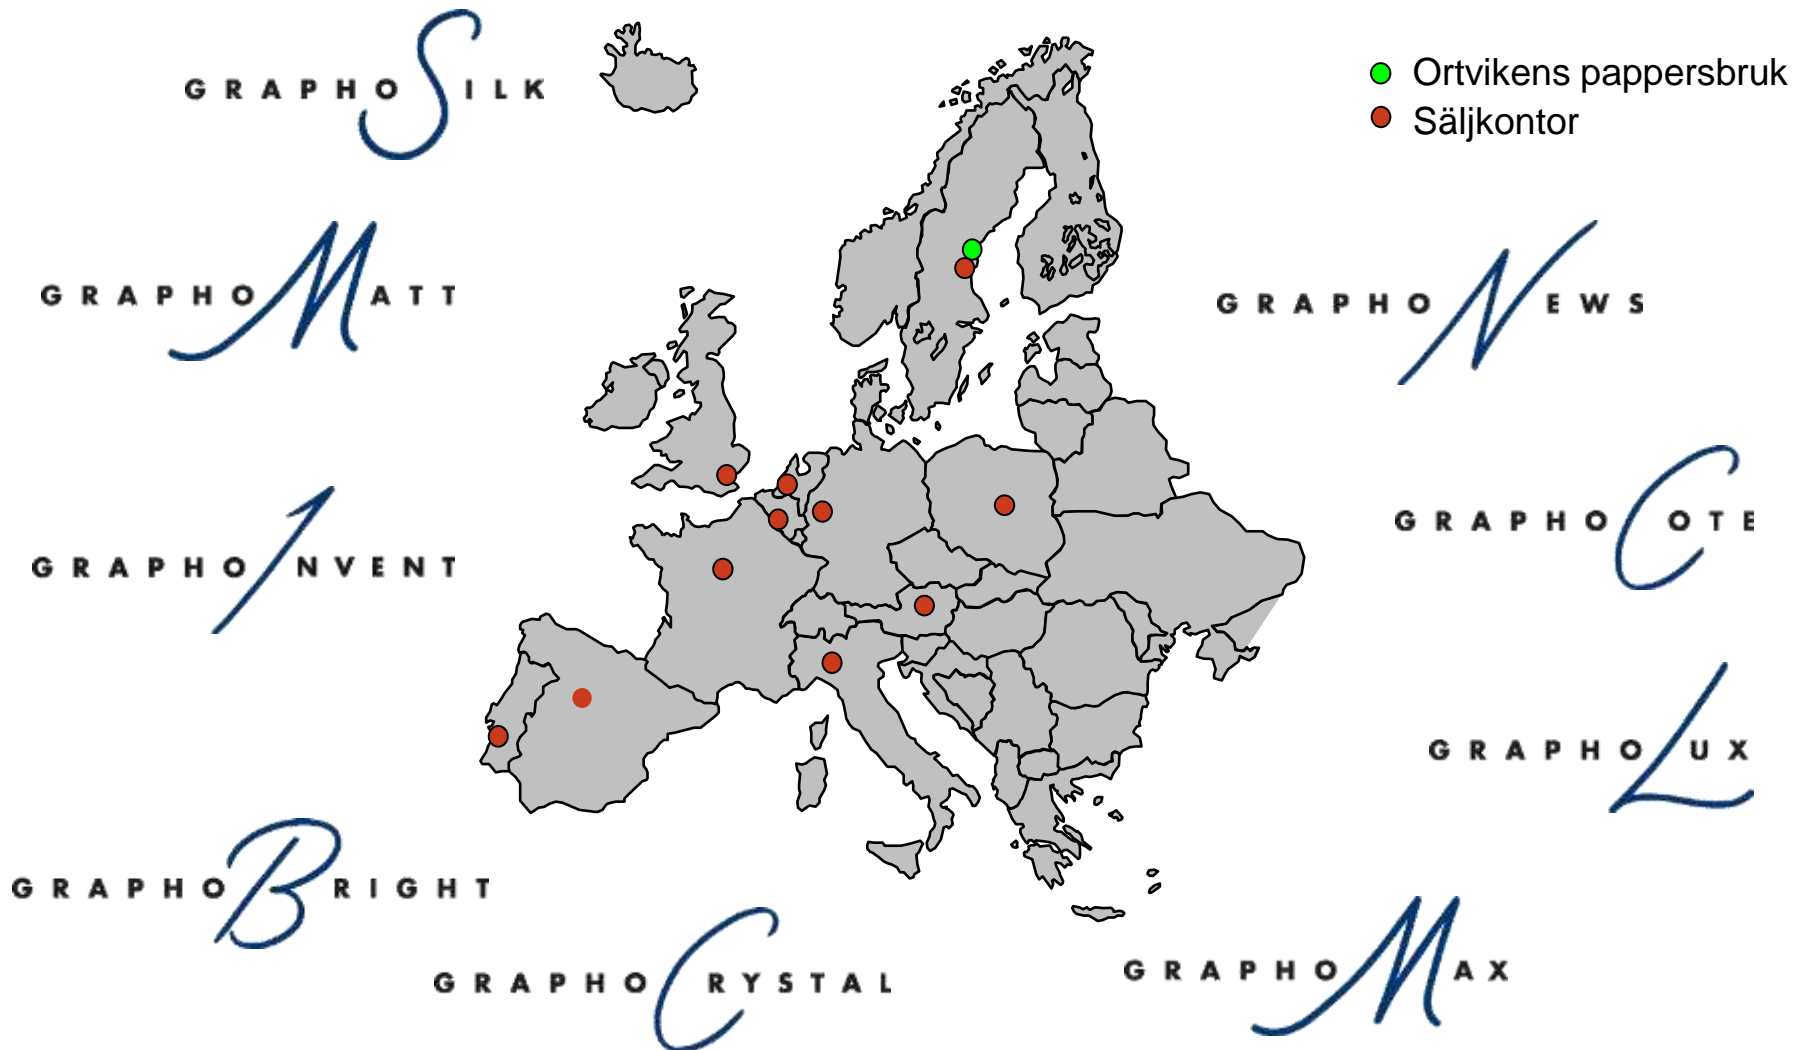 GRAPHOSILK
Ortvikens pappersbruk
Säljkontor
GRAPHOMATT
GRAPHONEWS
GRAPHOINVENT
GRAPHOCOTE
GRAPHOLUX
GRAPHOBRIGHT
GRAPHOCRYSTAL
GRAPHOMAX